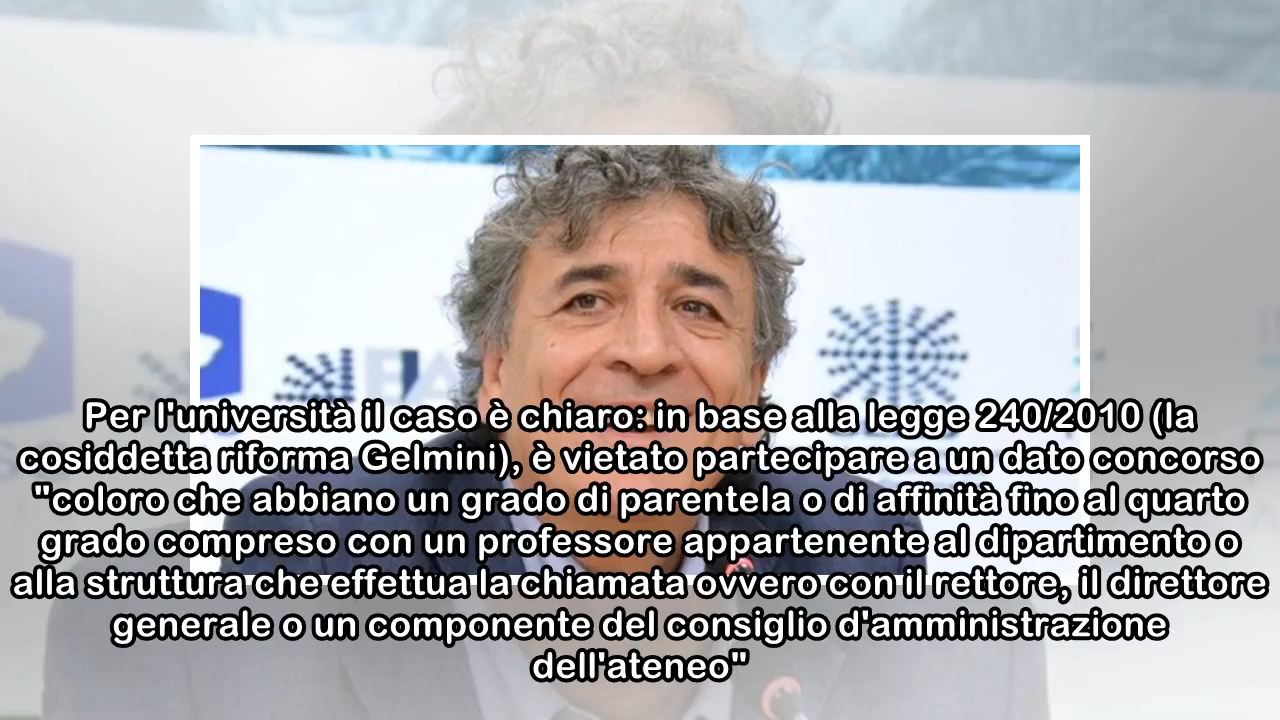 Per l'università il caso è chiaro: in base alla legge 240/2010 (la
cosiddetta riforma Gelmini), è vietato partecipare a un dato concorso
"coloro che abbiano un grado di parentela o di affinità fino al quarto
grado compreso con un professore appartenente al dipartimento o
alla struttura che effettua la chiamata ovvero con il rettore, il direttore
generale o un componente del consiglio d'amministrazione
dell'ateneo"